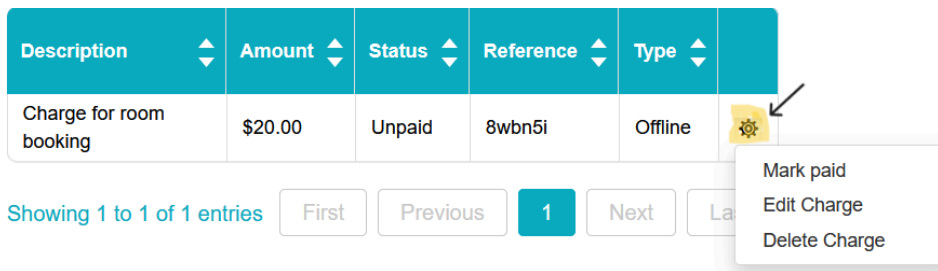 Description Amount Status Reference Type
Charge for room
booking
$20.00 Unpaid 8wbn5i Offline
Mark paid
Edit Charge
Delete Charge
Showing 1 to 1 of 1 entries First Previous 1 Next